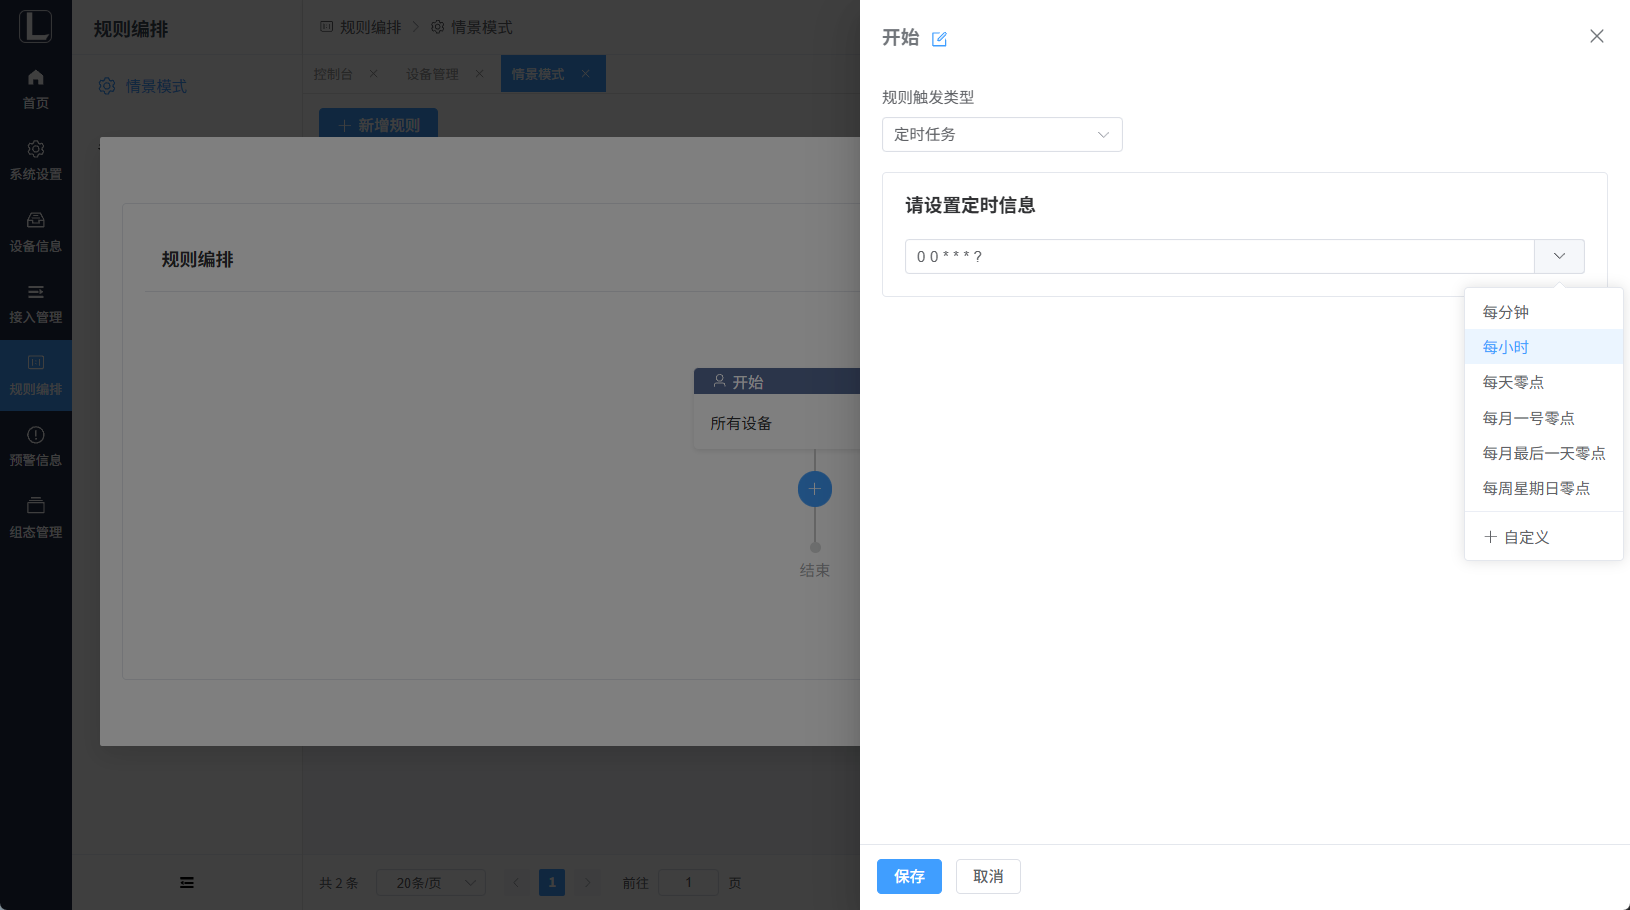 首页
系统设置
设备信息
接入管理
规则编排
预警信息
组态管理
规则编排
情景模式
规则编排 > 情景模式
控制台 设备管理 情景模式
新增规则
规则编排
开始
所有设备
结束
共 2 条 20条/页 1 前往 1 页
开始
规则触发类型
定时任务
请设置定时信息
0 0 * * * ?
每分钟
每小时
每天零点
每月一号零点
每月最后一天零点
每周星期日零点
自定义
保存 取消